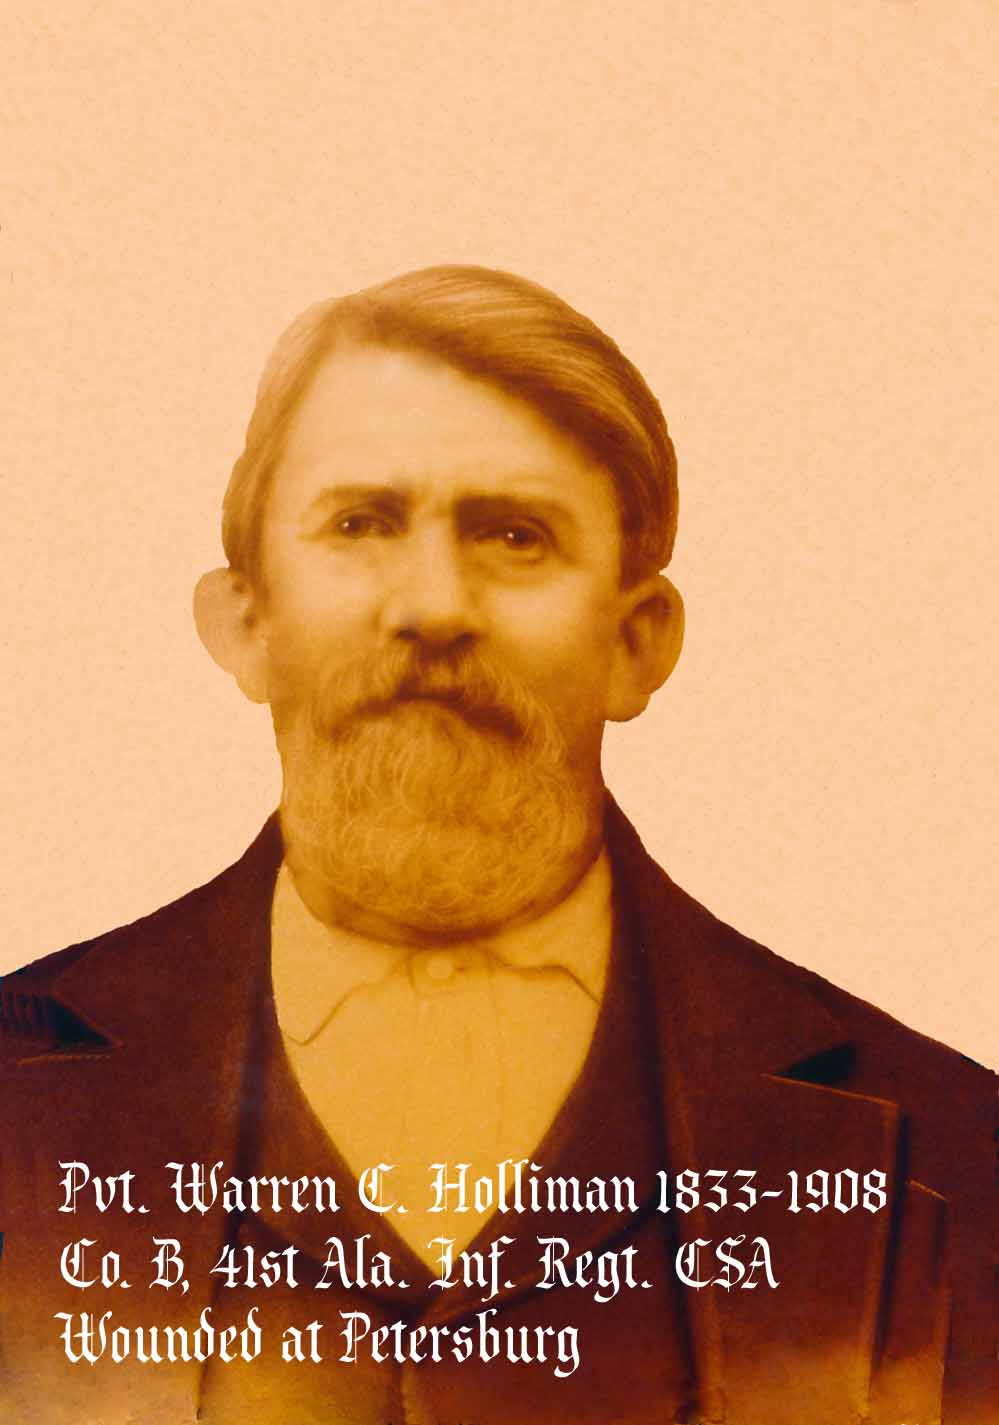 Pvt. Warren C. Holliman 1833-1908
Co. B, 41st Ala. Inf. Regt. CSA
Wounded at Petersburg